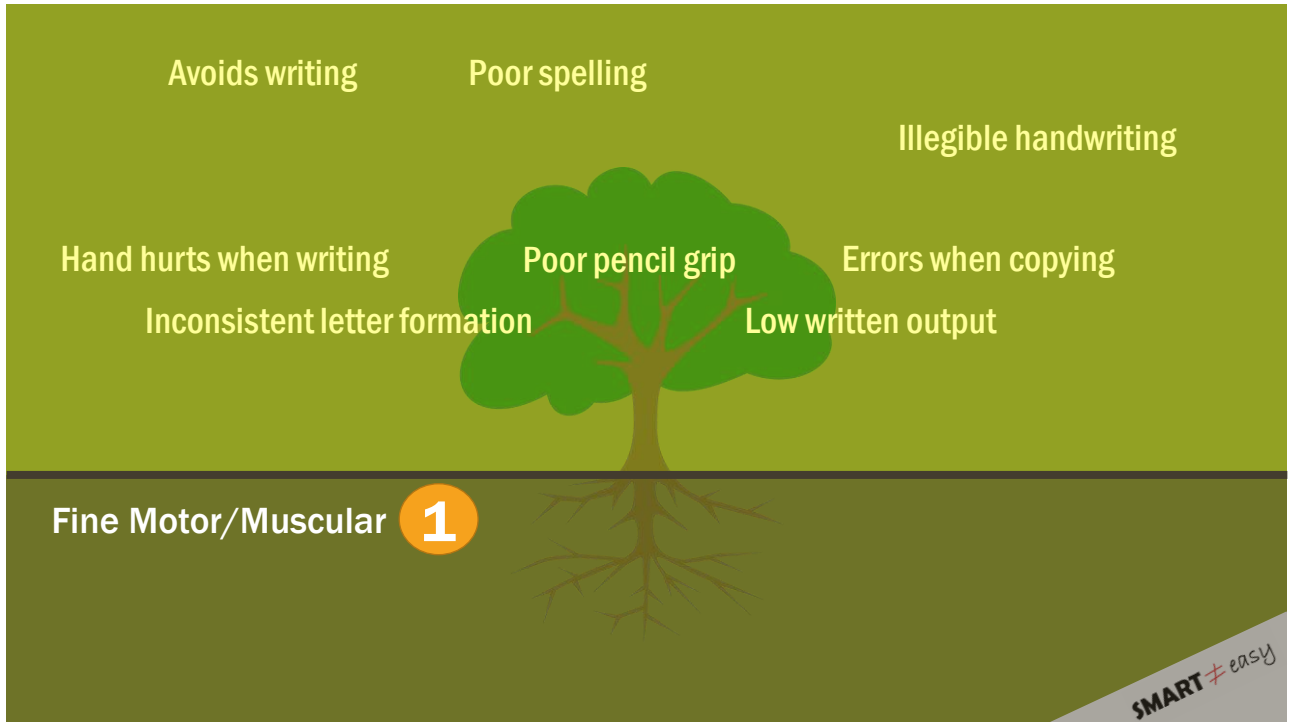 Avoids writing
Poor spelling
Illegible handwriting
Hand hurts when writing
Poor pencil grip
Errors when copying
Inconsistent letter formation
Low written output
Fine Motor/Muscular 1
SMART ≠ easy